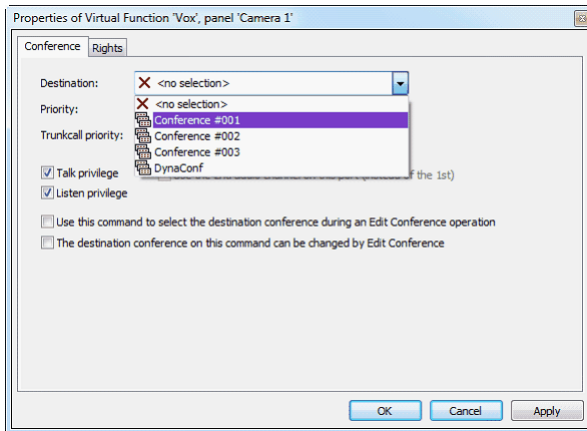 Properties of Virtual Function 'Vox', panel 'Camera 1'
Conference Rights
Destination: <no selection>
<no selection>
Priority:
Conference #001
Conference #002
Trunkcall priority:
Conference #003
DynaConf
Talk privilege
of the 1st)
Listen privilege
Use this command to select the destination conference during an Edit Conference operation
The destination conference on this command can be changed by Edit Conference
OK Cancel Apply